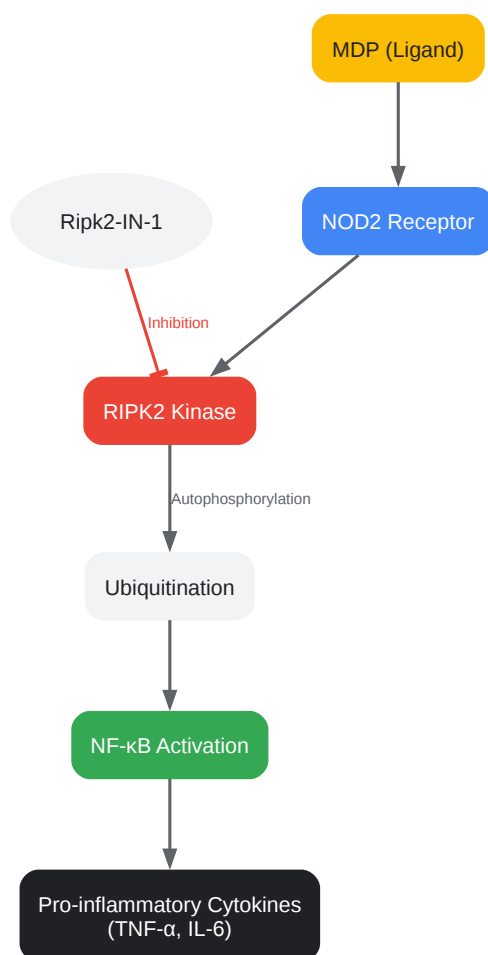 MDP (Ligand)
Ripk2-IN-1
NOD2 Receptor
Inhibition
RIPK2 Kinase
Autophosphorylation
Ubiquitination
NF-κB Activation
Pro-inflammatory Cytokines
(TNF-α, IL-6)